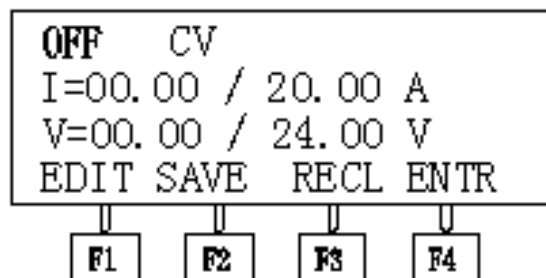 OFF CV
I=00.00 / 20.00 A
V=00.00 / 24.00 V
EDIT SAVE RECL ENTR
F1 F2 F3 F4